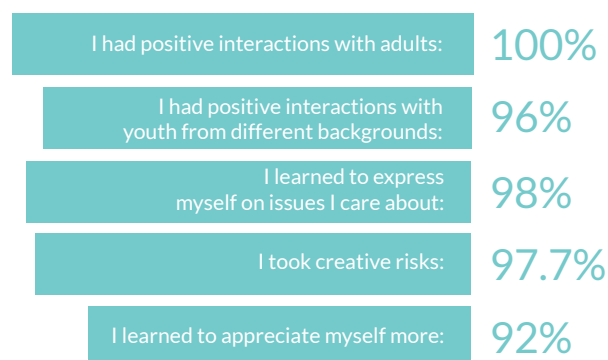 I had positive interactions with adults: 100%
I had positive interactions with
youth from different backgrounds: 96%
I learned to express
myself on issues I care about: 98%
I took creative risks: 97.7%
I learned to appreciate myself more: 92%